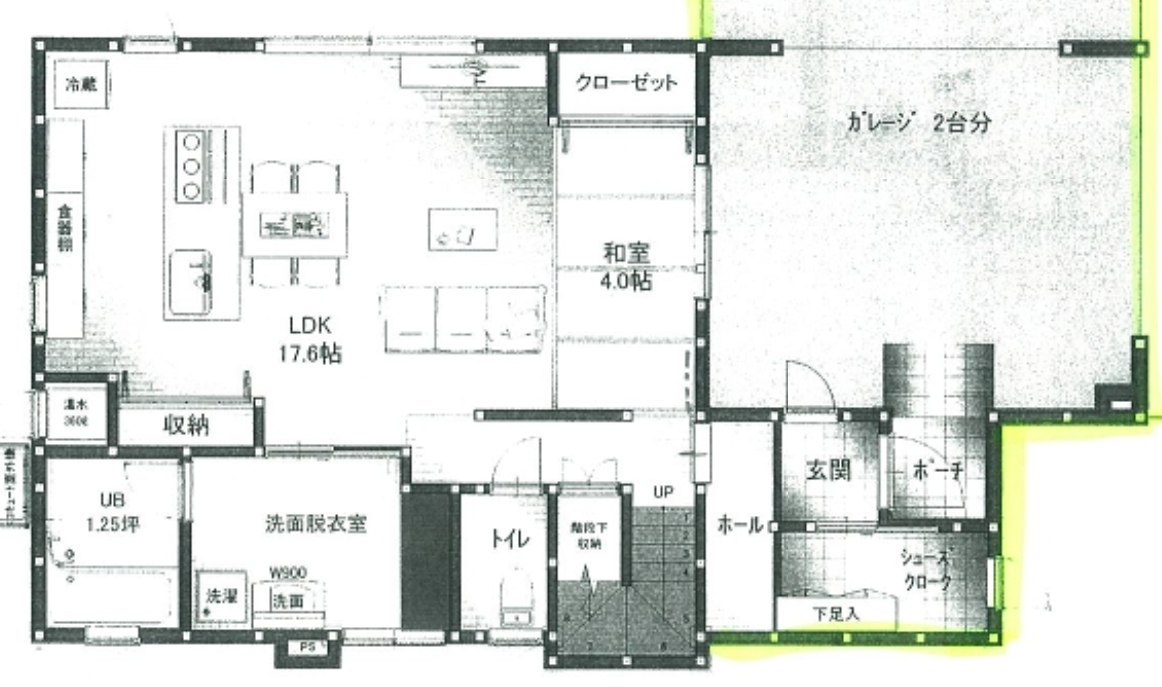 冷蔵
TV
クローゼット
ガレージ 2台分
食器棚
和室
4.0帖
LDK
17.6帖
温水
収納
UB
1.25坪
洗面脱衣室
トイレ
階段下
収納
UP
1
2
3
4
5
6
7
ホール
玄関
ポーチ
シューズ
クローク
下足入
W900
洗面
洗濯
PS